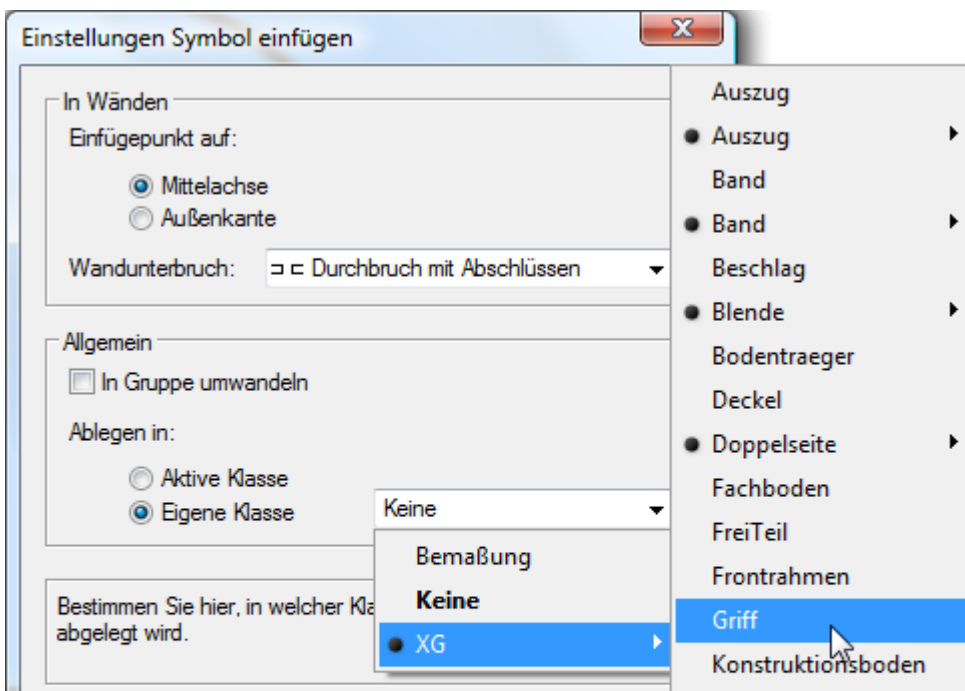 Einstellungen Symbol einfügen
X
In Wänden
Einfügepunkt auf:
Mittelachse
Außenkante
Wandunterbruch:
Durchbruch mit Abschlüssen
Allgemein
In Gruppe umwandeln
Ablegen in:
Aktive Klasse
Eigene Klasse
Keine
Bemaßung
Keine
XG
Bestimmen Sie hier, in welcher
abgelegt wird.
Auszug
Auszug
Band
Band
Beschlag
Blende
Bodentraeger
Deckel
Doppelseite
Fachboden
FreiTeil
Frontrahmen
Griff
Konstruktionsboden